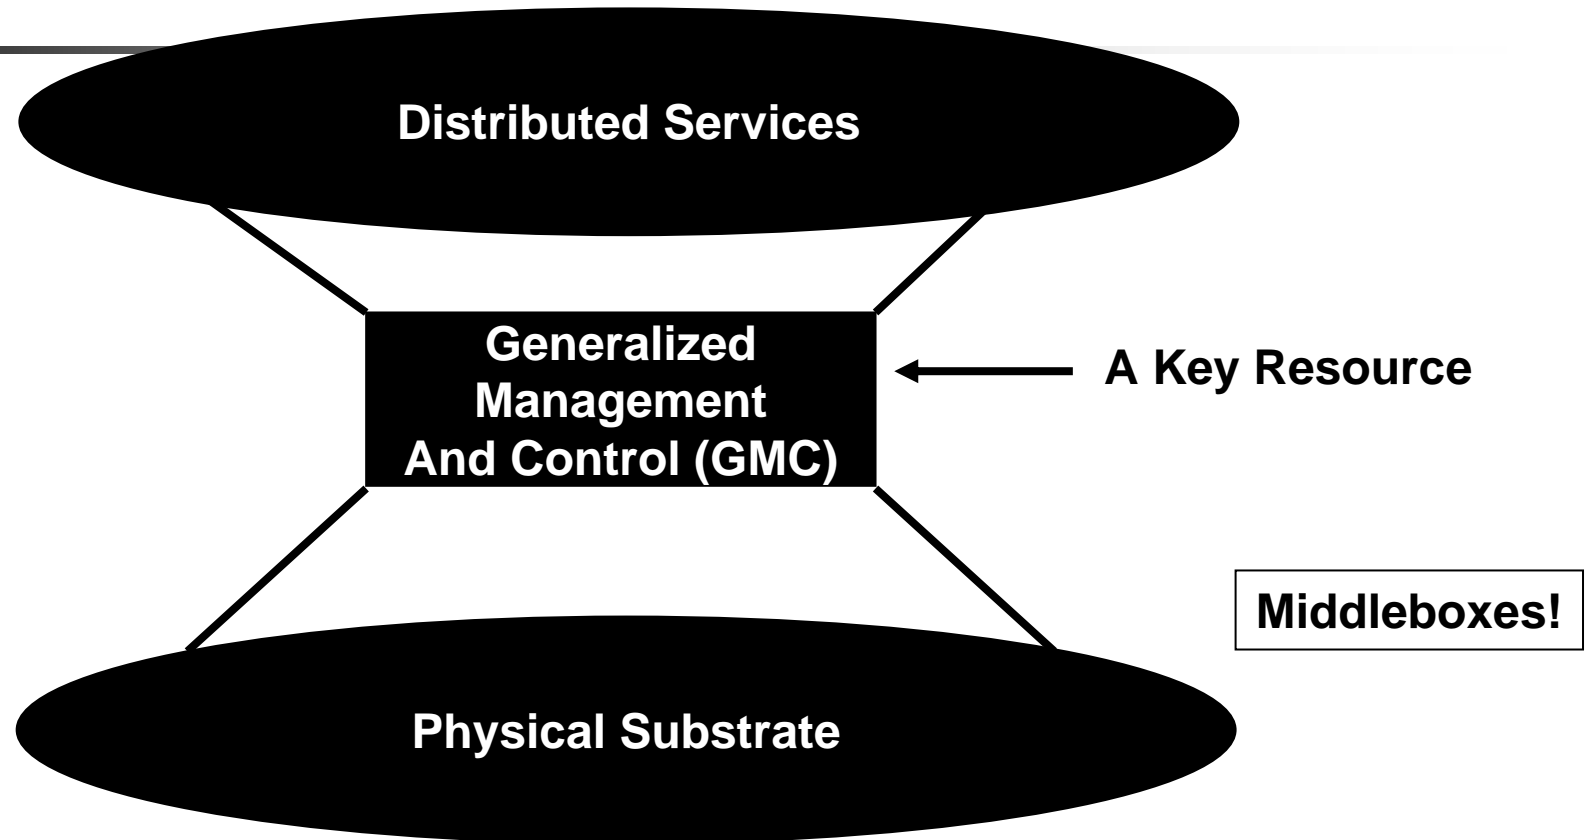 Distributed Services
Generalized
Management
And Control (GMC)
A Key Resource
Middleboxes!
Physical Substrate